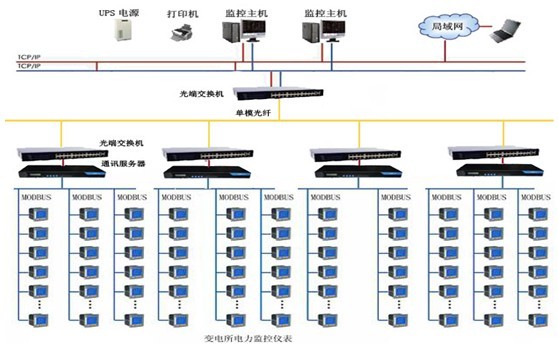 UPS 电源 打印机 监控主机 监控主机 局域网
TCP/IP
TCP/IP
光端交换机
单模光纤
光端交换机
通讯服务器
MODBUS MODBUS MODBUS MODBUS MODBUS MODBUS MODBUS MODBUS MODBUS MODBUS MODBUS
变电所电力监控仪表